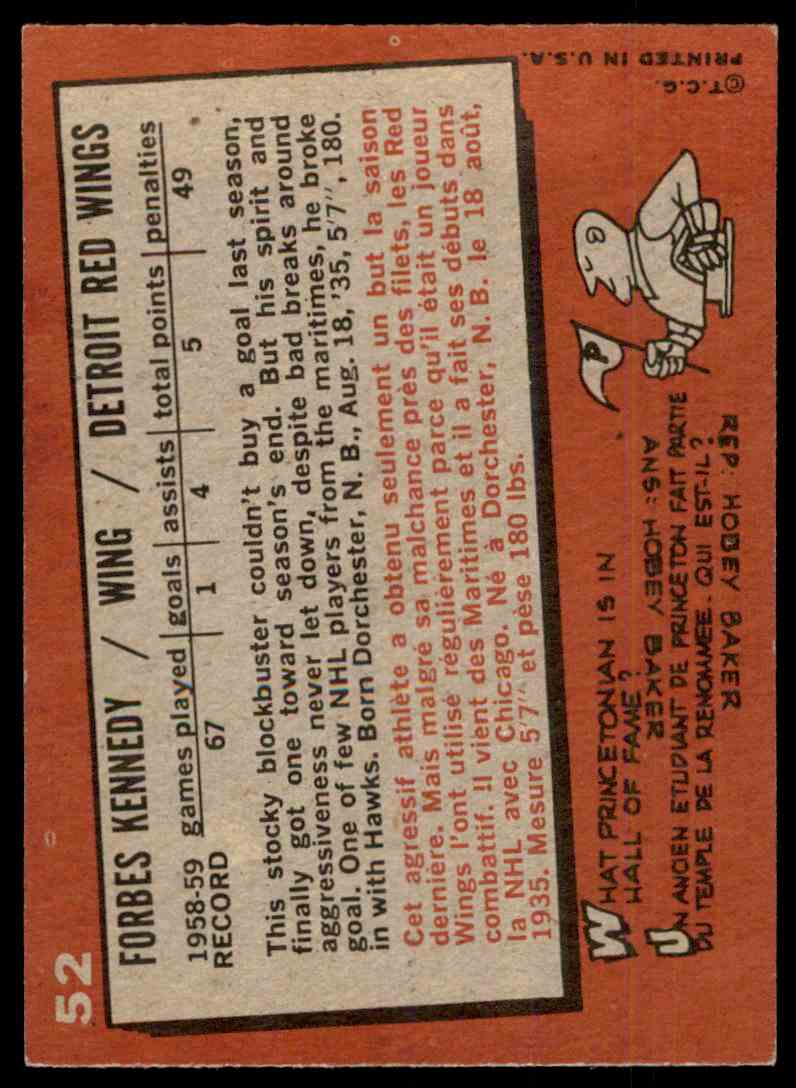 52
FORBES KENNEDY / WING / DETROIT RED WINGS
1958-59 games played goals assists total points penalties
RECORD 67 1 4 5 49
This stocky blockbuster couldn't buy a goal last season,
finally got one toward season's end. But his spirit and
aggressiveness never let down, despite bad breaks around
goal. One of few NHL players from the maritimes, he broke
in with Hawks. Born Dorchester, N. B., Aug. 18, '35, 5'7", 180.
Cet agressif athlète a obtenu seulement un but la saison
dernière. Mais malgré sa malchance près des filets, les Red
Wings l'ont utilisé régulièrement parce qu'il était un joueur
combattif. Il vient des Maritimes et il a fait ses débuts dans
la NHL avec Chicago. Né à Dorchester, N. B. le 18 août,
1935. Mesure 5'7" et pèse 180 lbs.
WHAT PRINCETONIAN IS IN
HALL OF FAME?
ANS: HOBEY BAKER
UN ANCIEN ETUDIANT DE PRINCETON FAIT PARTIE
DU TEMPLE DE LA RENOMMEE. QUI EST-IL?
REP: HOBEY BAKER
P
© T.C.G.
PRINTED IN U.S.A.